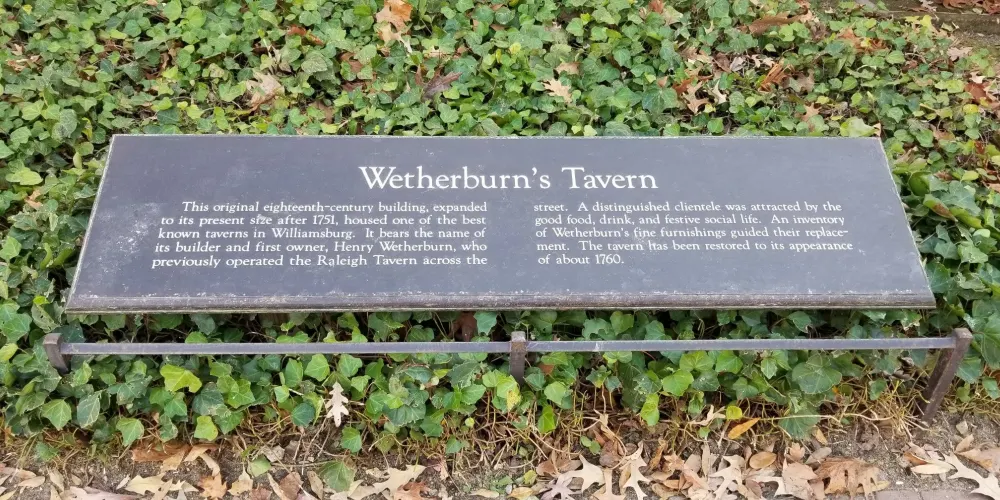 Wetherburn's Tavern
This original eighteenth-century building, expanded
to its present size after 1751, housed one of the best
known taverns in Williamsburg. It bears the name of
its builder and first owner, Henry Wetherburn, who
previously operated the Raleigh Tavern across the
street. A distinguished clientele was attracted by the
good food, drink, and festive social life. An inventory
of Wetherburn's fine furnishings guided their replace-
ment. The tavern has been restored to its appearance
of about 1760.